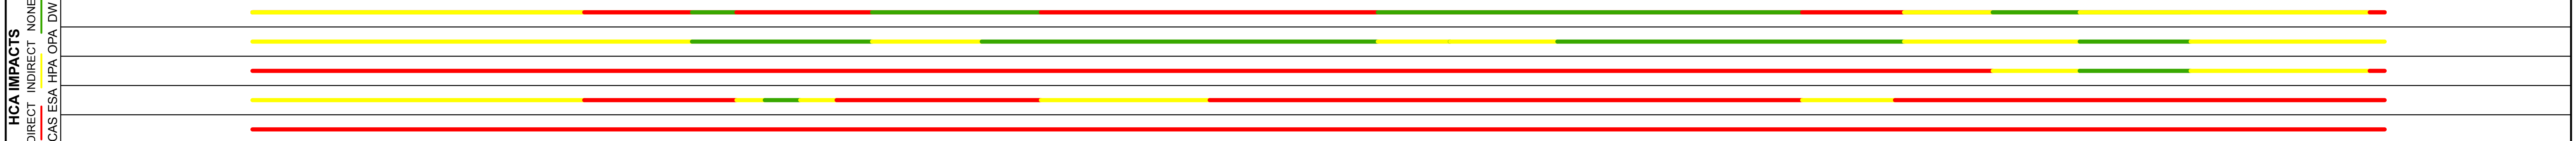 HCA IMPACTS
DIRECT INDIRECT NONE
CAS ESA HPA OPA DW